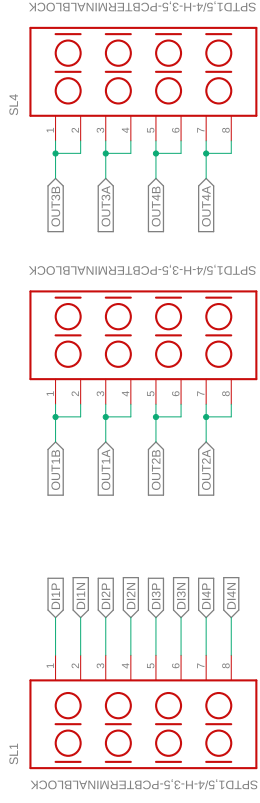 SPTD1,5/4-H-3,5-PCBTERMINALBLOCK
SL4
1 2 3 4 5 6 7 8
OUT3B OUT3A OUT4B OUT4A
SPTD1,5/4-H-3,5-PCBTERMINALBLOCK
1 2 3 4 5 6 7 8
OUT1B OUT1A OUT2B OUT2A
DI1P DI1N DI2P DI2N DI3P DI3N DI4P DI4N
1 2 3 4 5 6 7 8
SL1
SPTD1,5/4-H-3,5-PCBTERMINALBLOCK